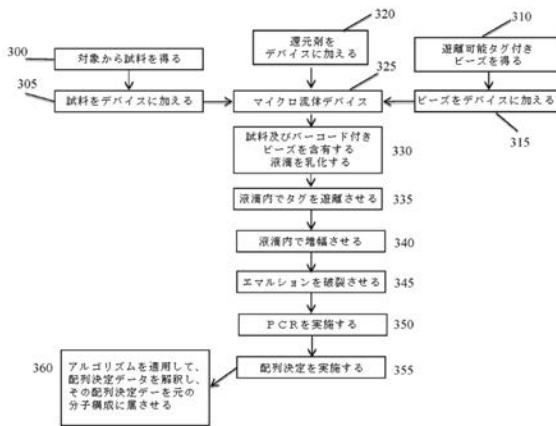 320
還元剤を
デバイスに加える
310
遊離可能タグ付き
ビーズを得る
300
対象から試料を得る
305
試料をデバイスに加える
325
マイクロ流体デバイス
ビーズをデバイスに加える
315
試料及びバーコード付き
ビーズを含有する
液滴を乳化する
330
液滴内でタグを遊離させる
335
液滴内で増幅させる
340
エマルションを破裂させる
345
PCRを実施する
350
配列決定を実施する
355
360
アルゴリズムを適用して、
配列決定データを解釈し、
その配列決定デーを元の
分子構成に属させる